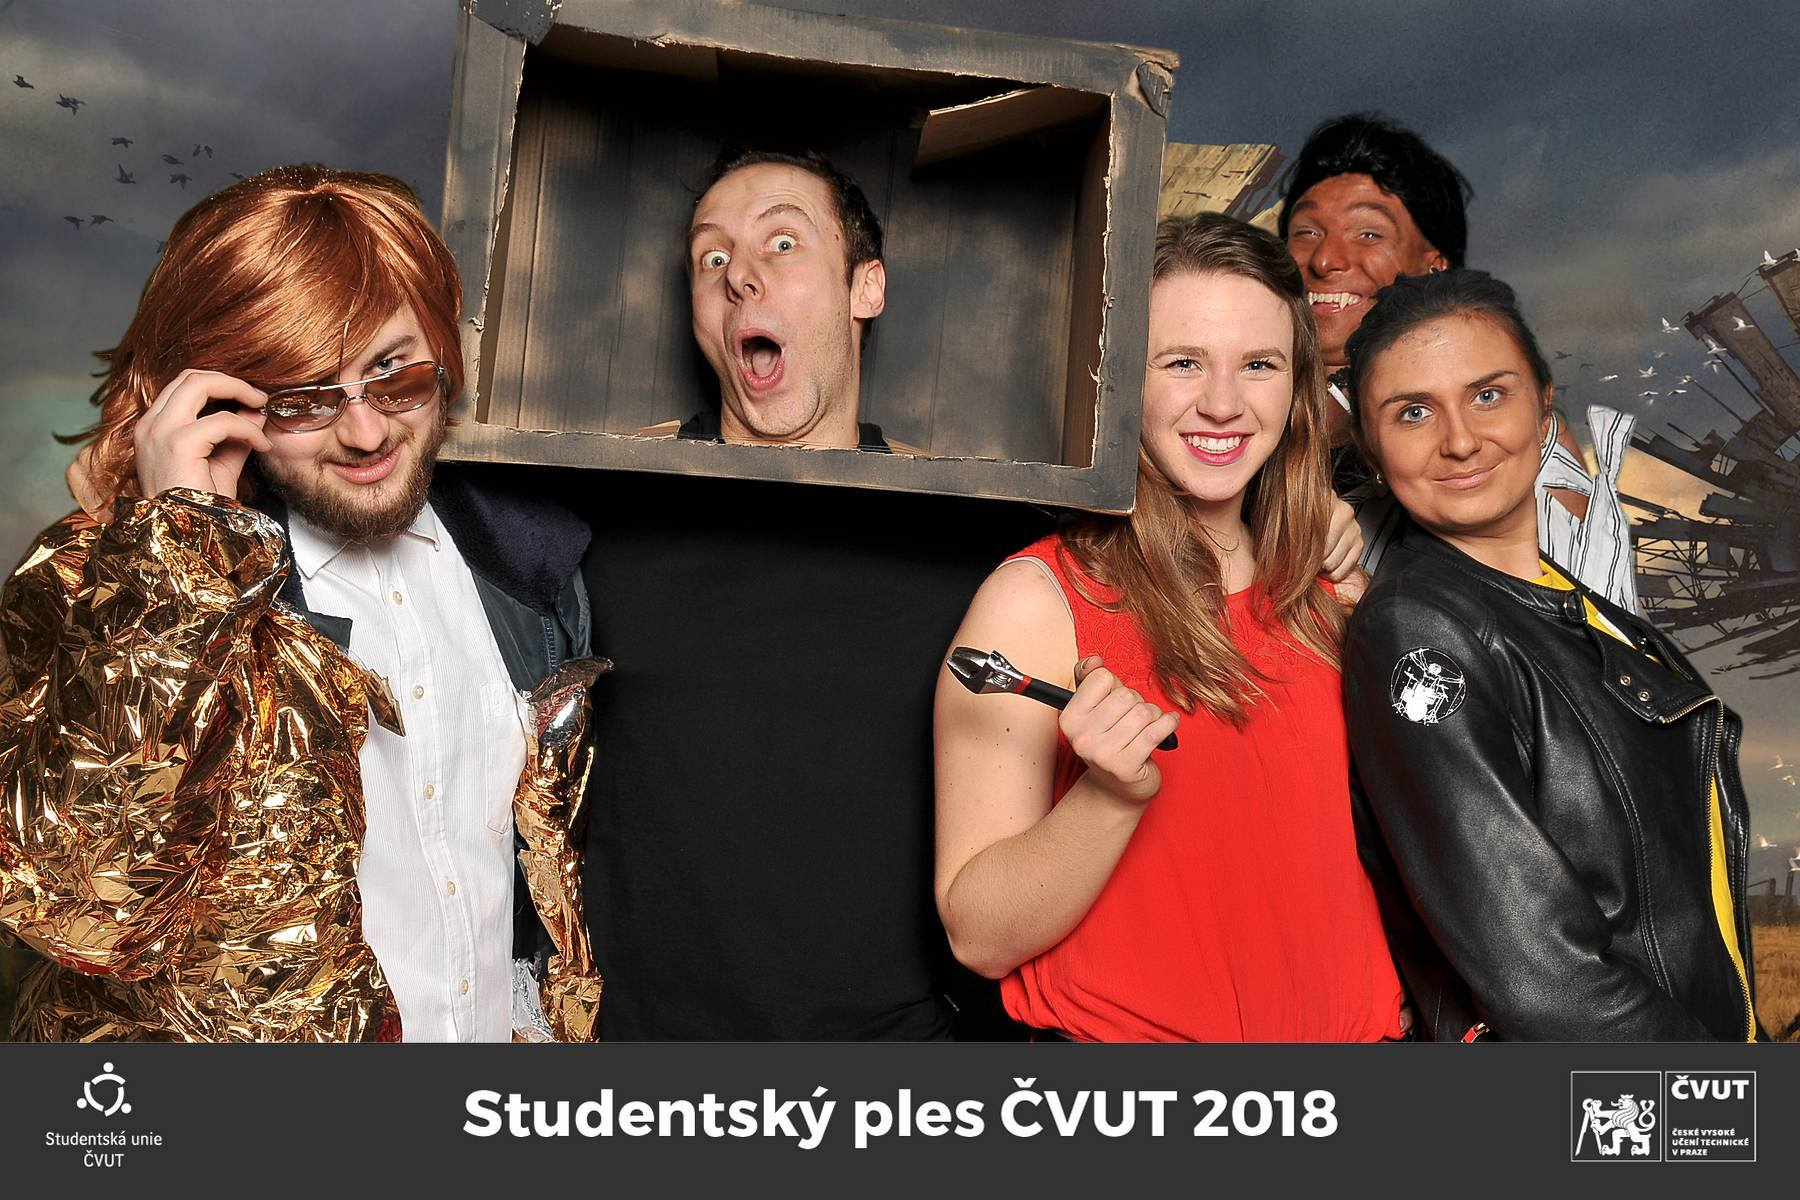 Studentská unie
ČVUT
Studentský ples ČVUT 2018
ČVUT
ČESKÉ VYSOKÉ
UČENÍ TECHNICKÉ
V PRAZE